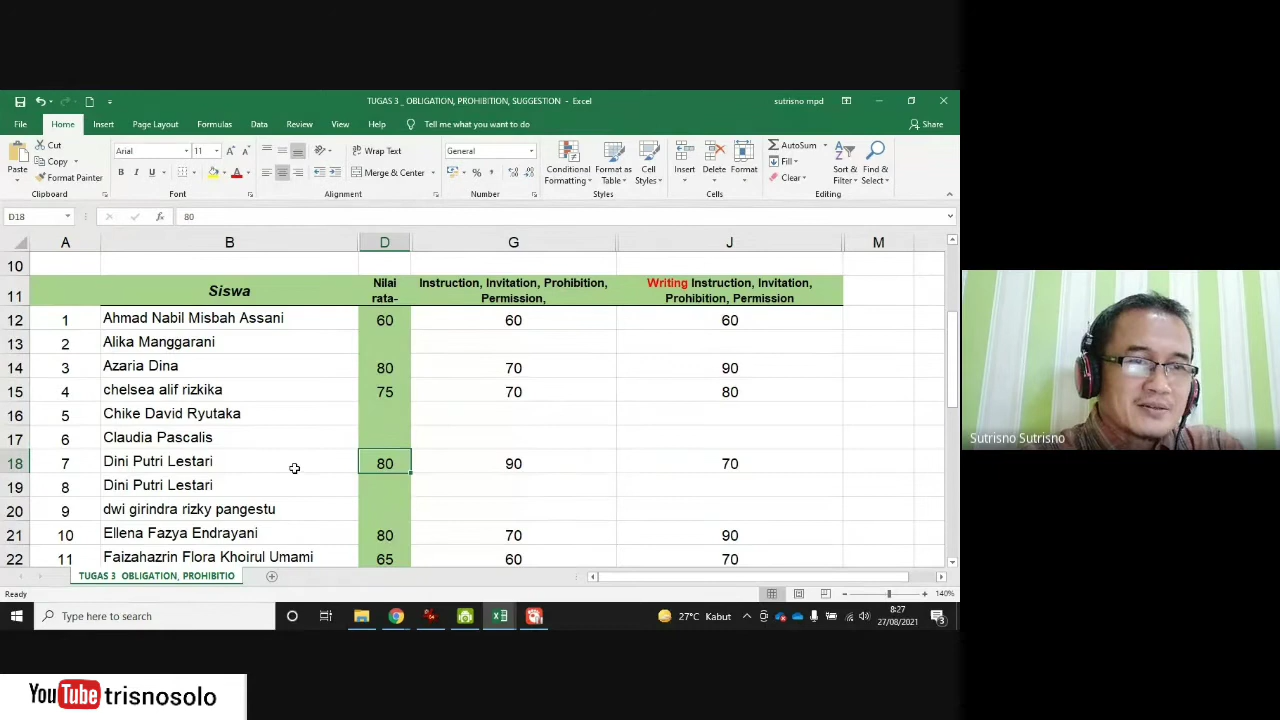 TUGAS 3 _ OBLIGATION, PROHIBITION, SUGGESTION - Excel
sutrisno mpd
File Home Insert Page Layout Formulas Data Review View Help Tell me what you want to do Share
Paste
Cut
Copy
Format Painter
Clipboard
Arial 11
B I U
Font
Wrap Text
Merge & Center
Alignment
General
Number
Conditional Formatting
Format as Table
Cell Styles
Styles
Insert Delete Format
Cells
AutoSum
Fill
Clear
Sort & Filter
Find & Select
Editing
D18 fx 80
A B D G J M
10
11 Siswa Nilai rata- Instruction, Invitation, Prohibition, Permission, Writing Instruction, Invitation, Prohibition, Permission
12 1 Ahmad Nabil Misbah Assani 60 60 60
13 2 Alika Manggarani
14 3 Azaria Dina 80 70 90
15 4 chelsea alif rizkika 75 70 80
16 5 Chike David Ryutaka
17 6 Claudia Pascalis
18 7 Dini Putri Lestari 80 90 70
19 8 Dini Putri Lestari
20 9 dwi girindra rizky pangestu
21 10 Ellena Fazya Endrayani 80 70 90
22 11 Faizahazrin Flora Khoirul Umami 65 60 70
TUGAS 3 OBLIGATION, PROHIBITIO
Ready 140%
Type here to search 27°C Kabut 8:27
27/08/2021
3
Sutrisno Sutrisno
YouTube trisnosolo